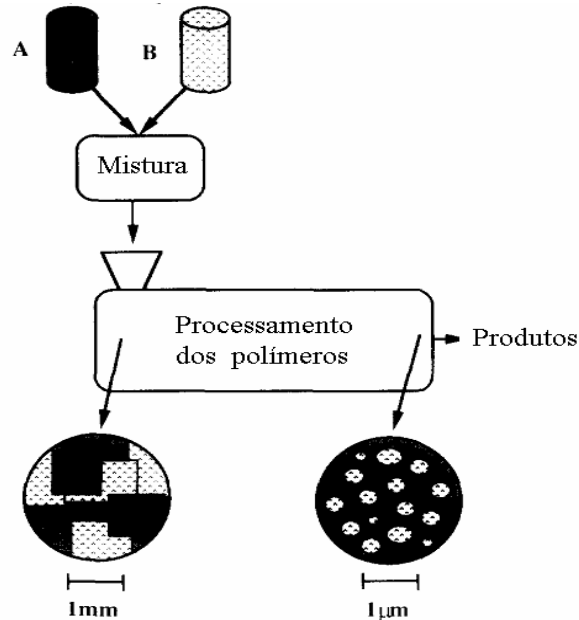 A
B
Mistura
Processamento
dos polímeros
Produtos
1mm
1µm